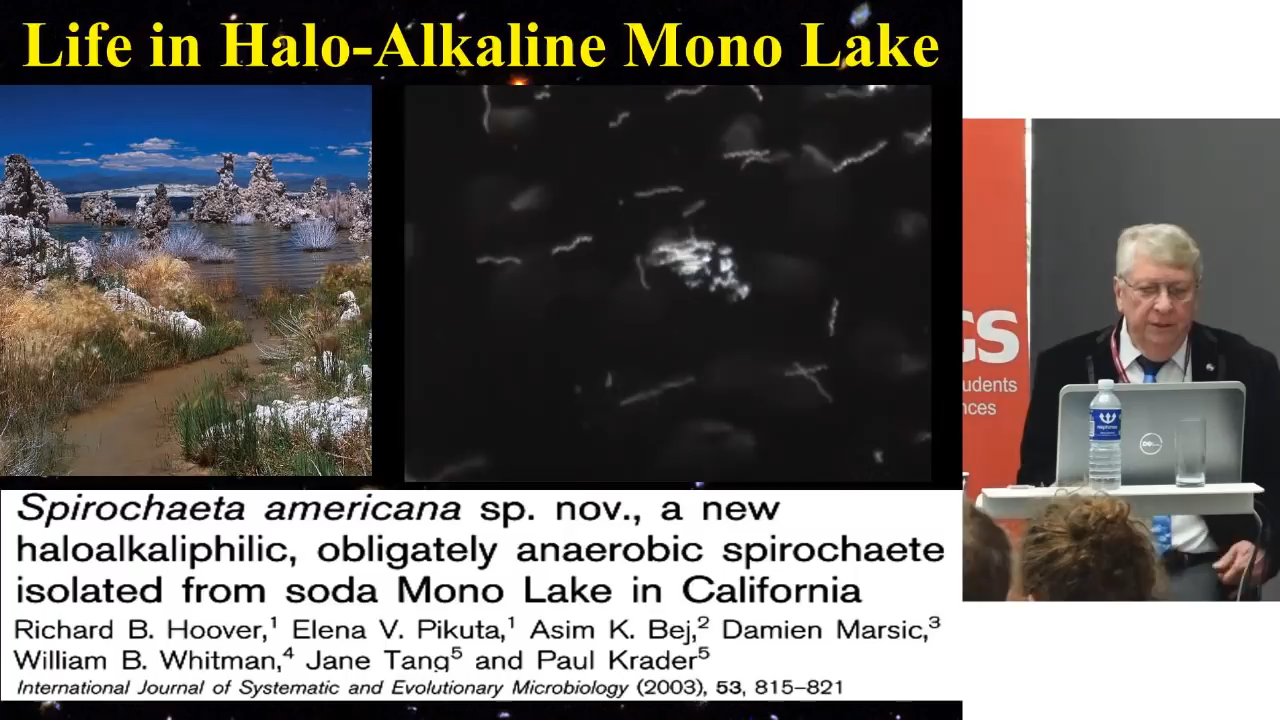 Life in Halo-Alkaline Mono Lake
Spirochaeta americana sp. nov., a new
haloalkaliphilic, obligately anaerobic spirochaete
isolated from soda Mono Lake in California
Richard B. Hoover,¹ Elena V. Pikuta,¹ Asim K. Bej,² Damien Marsic,³
William B. Whitman,⁴ Jane Tang⁵ and Paul Krader⁵
International Journal of Systematic and Evolutionary Microbiology (2003), 53, 815–821
GS
udents
nces
DELL